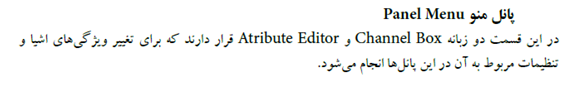 پانل منو Panel Menu
در این قسمت دو زبانه Channel Box و Atribute Editor قرار دارند که برای تغییر ویژگی‌های اشیا و
تنظیمات مربوط به آن در این پانل‌ها انجام می‌شود.